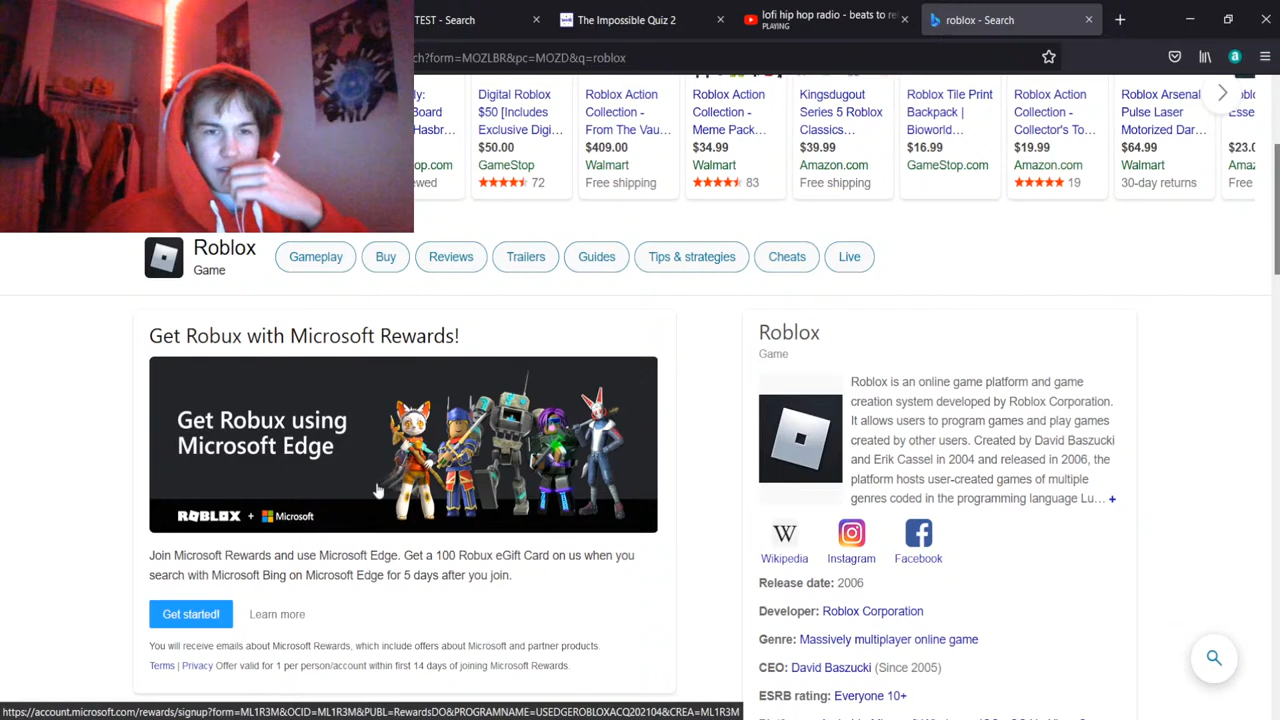 TEST - Search
The Impossible Quiz 2
lofi hip hop radio - beats to rel
PLAYING
roblox - Search
ch?form=MOZLBR&pc=MOZD&q=roblox
ly:
Board
Hasbr...
op.com
ewed
Digital Roblox
$50 [Includes
Exclusive Digi...
$50.00
GameStop
72
Roblox Action
Collection -
From The Vau...
$409.00
Walmart
Free shipping
Roblox Action
Collection -
Meme Pack...
$34.99
Walmart
83
Kingsdugout
Series 5 Roblox
Classics...
$39.99
Amazon.com
Free shipping
Roblox Tile Print
Backpack |
Bioworld...
$16.99
GameStop.com
Roblox Action
Collection -
Collector's To...
$19.99
Amazon.com
19
Roblox Arsenal
Pulse Laser
Motorized Dar...
$64.99
Walmart
30-day returns
Esse
$23.0
Amaz
Free
Roblox
Game
Gameplay
Buy
Reviews
Trailers
Guides
Tips & strategies
Cheats
Live
Get Robux with Microsoft Rewards!
Get Robux using
Microsoft Edge
ROBLOX + Microsoft
Join Microsoft Rewards and use Microsoft Edge. Get a 100 Robux eGift Card on us when you
search with Microsoft Bing on Microsoft Edge for 5 days after you join.
Get started!
Learn more
You will receive emails about Microsoft Rewards, which include offers about Microsoft and partner products.
Terms | Privacy Offer valid for 1 per person/account within first 14 days of joining Microsoft Rewards.
Roblox
Game
Roblox is an online game platform and game
creation system developed by Roblox Corporation.
It allows users to program games and play games
created by other users. Created by David Baszucki
and Erik Cassel in 2004 and released in 2006, the
platform hosts user-created games of multiple
genres coded in the programming language Lu... +
W
Wikipedia
Instagram
Facebook
Release date: 2006
Developer: Roblox Corporation
Genre: Massively multiplayer online game
CEO: David Baszucki (Since 2005)
ESRB rating: Everyone 10+
https://account.microsoft.com/rewards/signup?form=ML1R3M&OCID=ML1R3M&PUBL=RewardsDO&PROGRAMNAME=USEDGEROBLOXACQ202104&CREA=ML1R3M